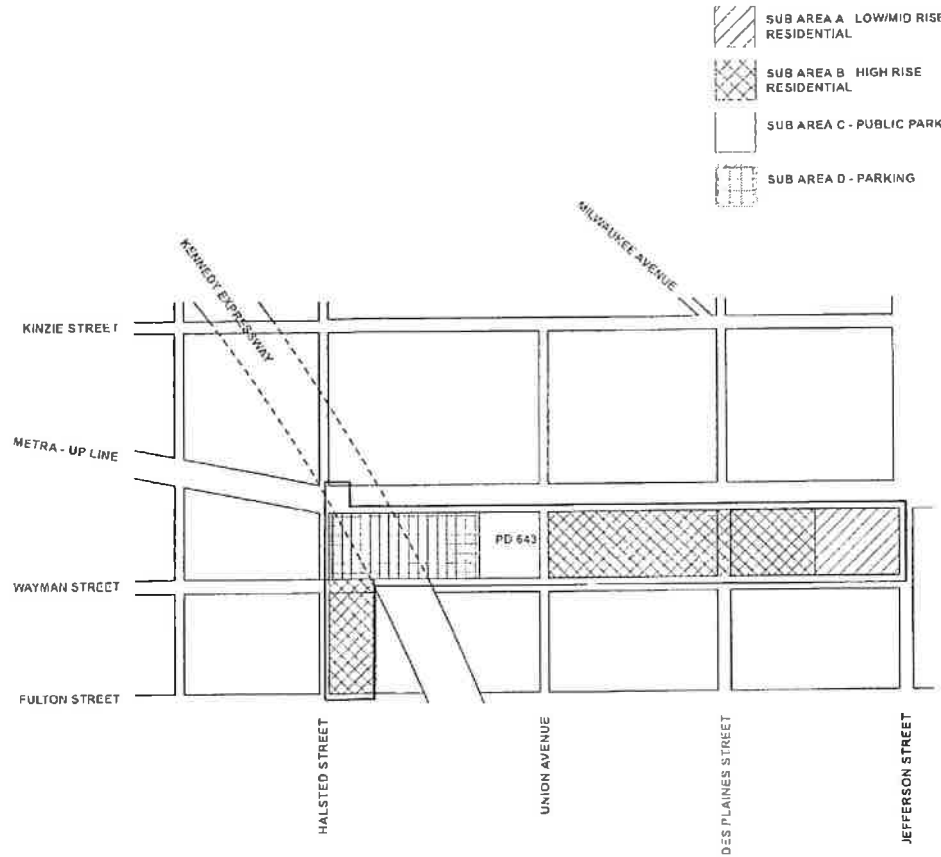 SUB AREA A LOW/MID RISE
RESIDENTIAL
SUB AREA B HIGH RISE
RESIDENTIAL
SUB AREA C - PUBLIC PARK
SUB AREA D - PARKING
KENNEDY EXPRESSWAY
MILWAUKEE AVENUE
KINZIE STREET
METRA - UP LINE
PD 643
WAYMAN STREET
FULTON STREET
HALSTED STREET
UNION AVENUE
DES PLAINES STREET
JEFFERSON STREET